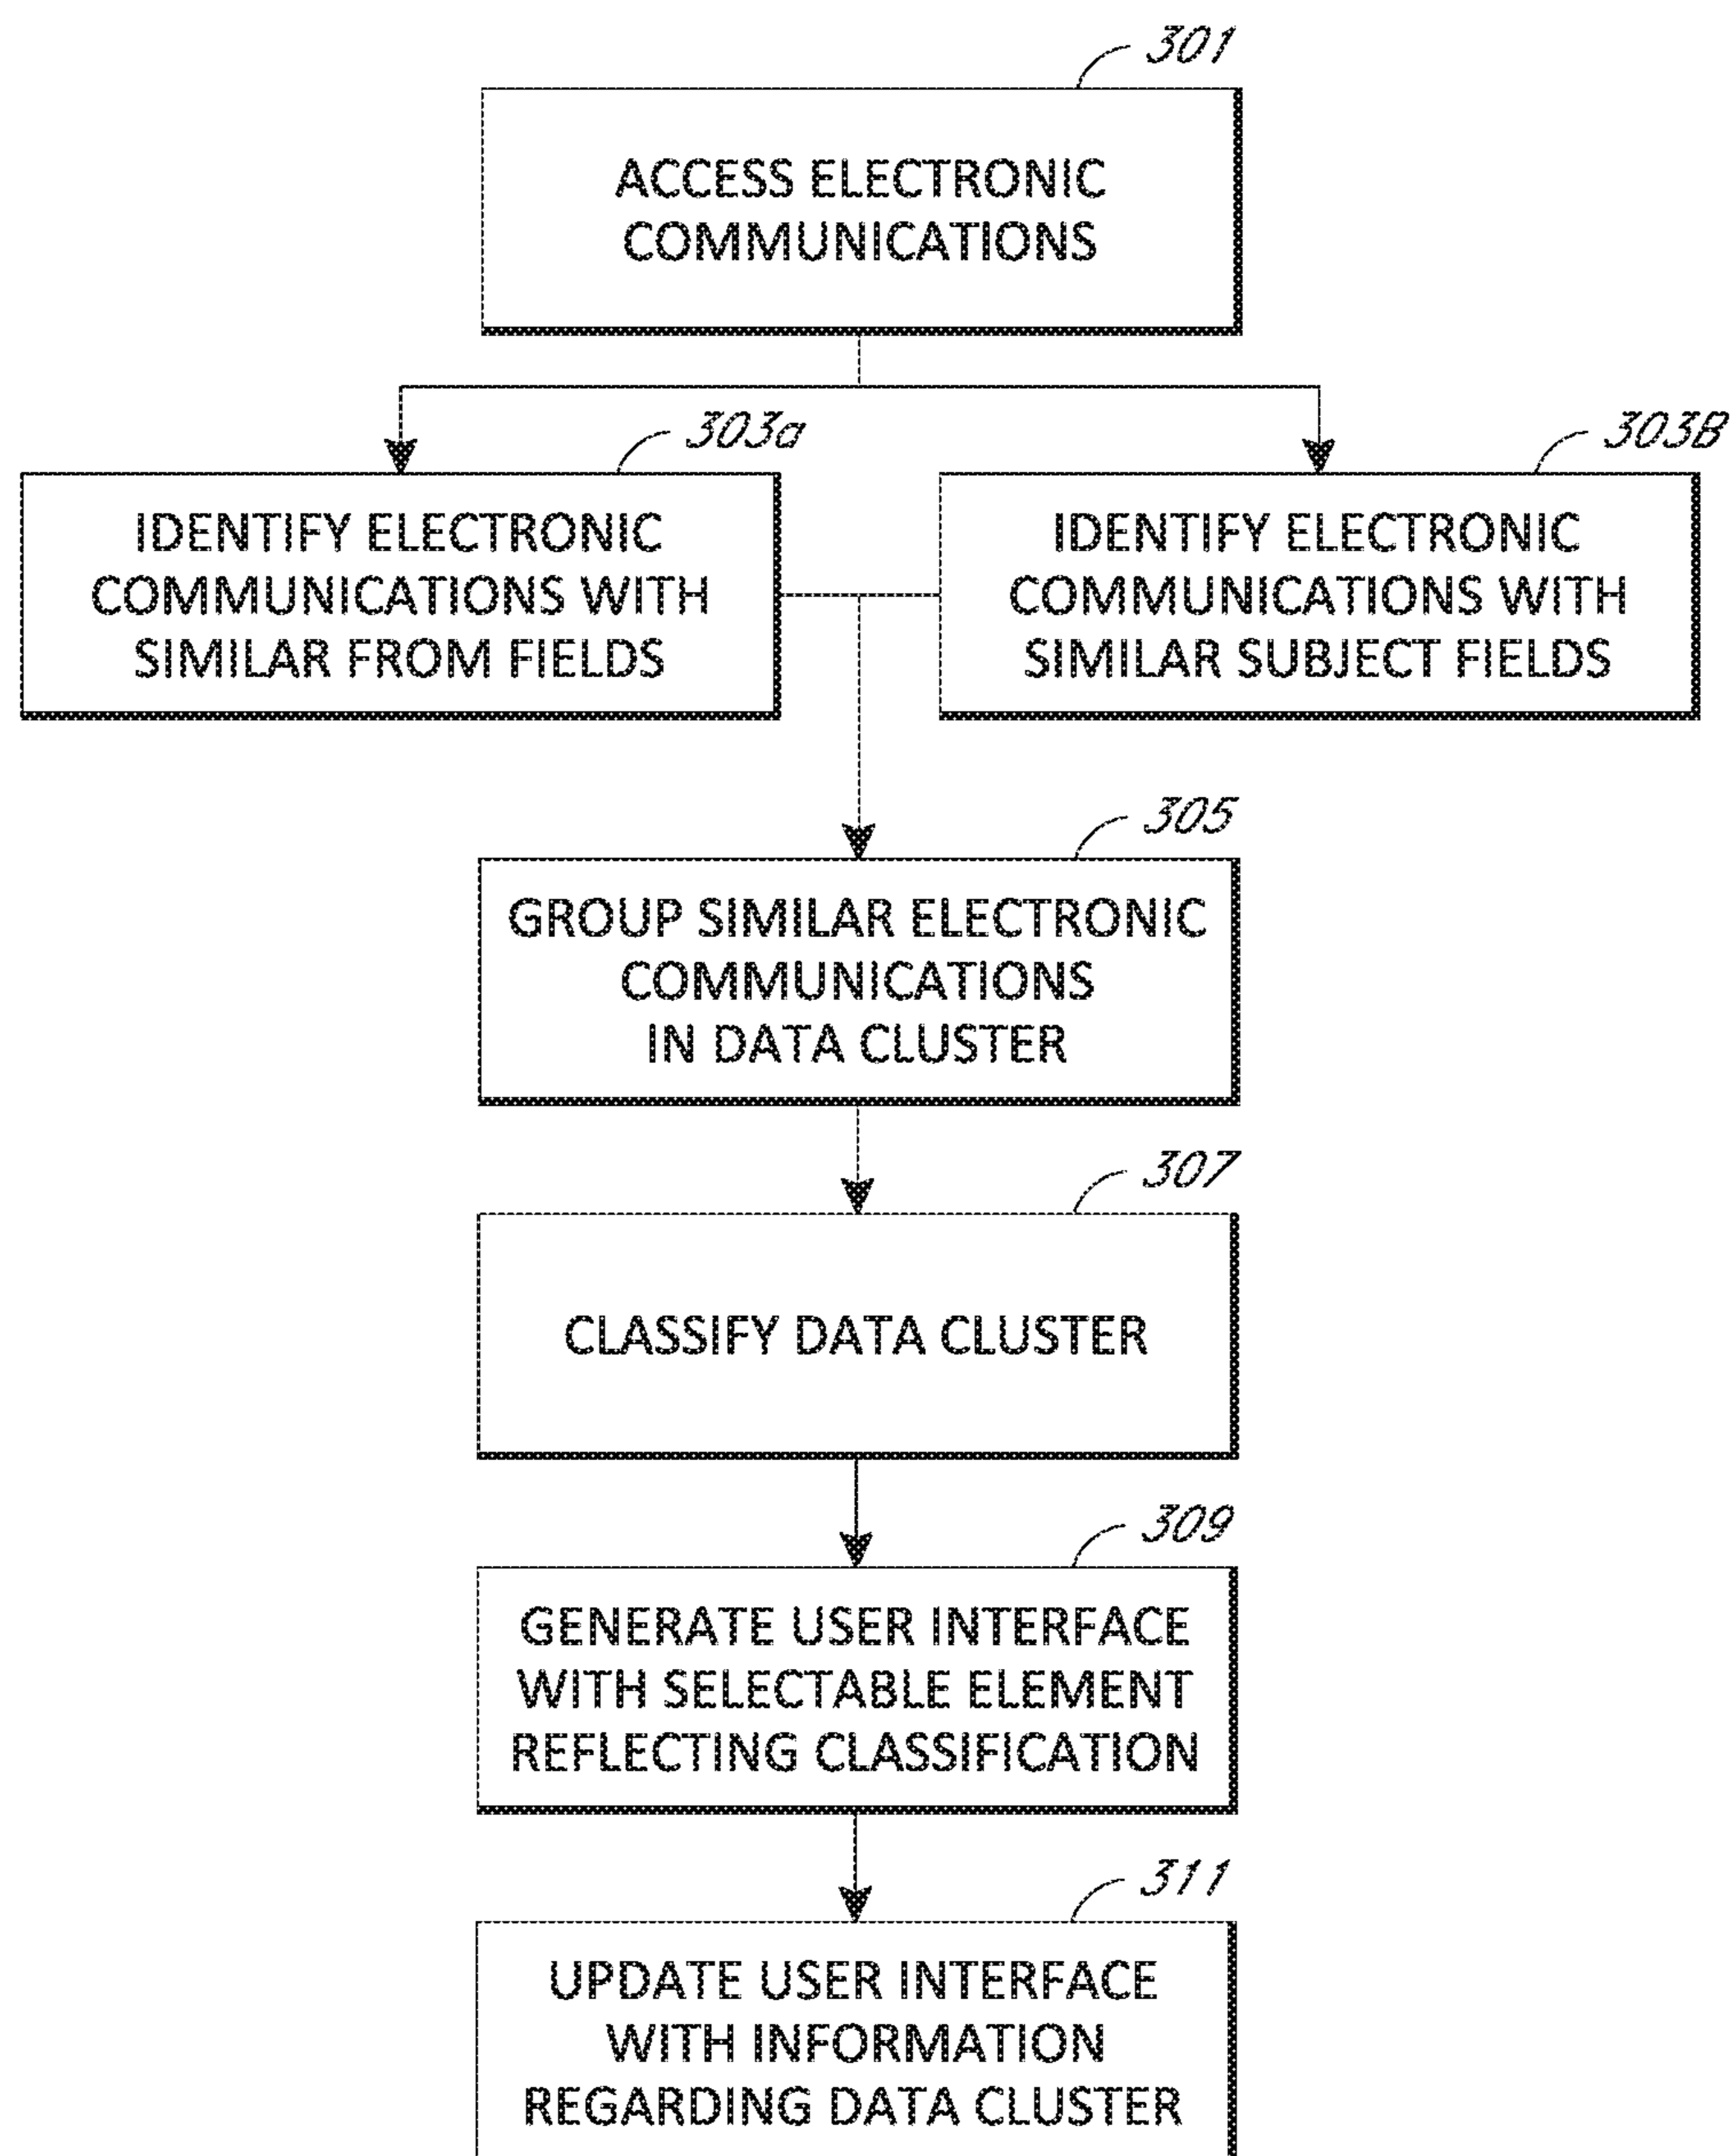 301
ACCESS ELECTRONIC
COMMUNICATIONS
303a
IDENTIFY ELECTRONIC
COMMUNICATIONS WITH
SIMILAR FROM FIELDS
303B
IDENTIFY ELECTRONIC
COMMUNICATIONS WITH
SIMILAR SUBJECT FIELDS
305
GROUP SIMILAR ELECTRONIC
COMMUNICATIONS
IN DATA CLUSTER
307
CLASSIFY DATA CLUSTER
309
GENERATE USER INTERFACE
WITH SELECTABLE ELEMENT
REFLECTING CLASSIFICATION
311
UPDATE USER INTERFACE
WITH INFORMATION
REGARDING DATA CLUSTER